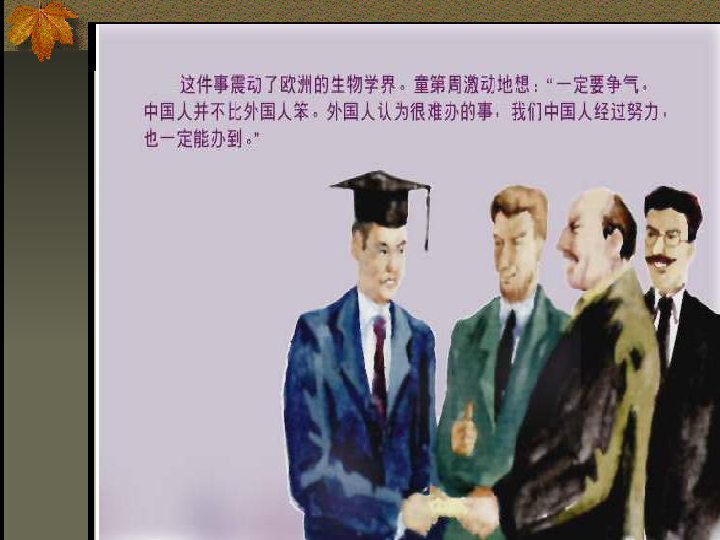 这件事震动了欧洲的生物学界。童第周激动地想：“一定要争气。
中国人并不比外国人笨。外国人认为很难办的事，我们中国人经过努力，
也一定能办到。”